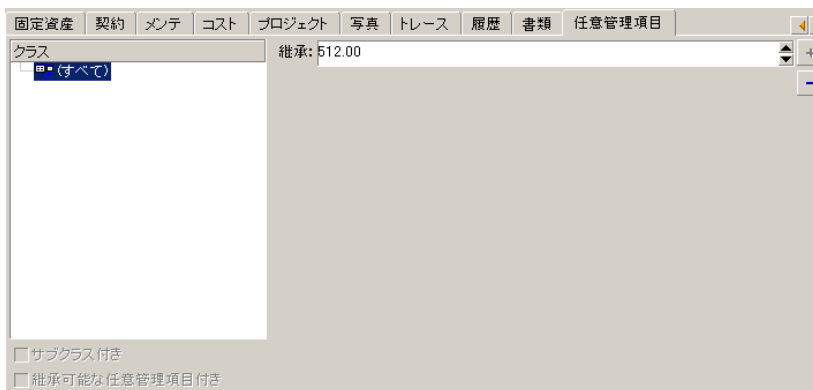 固定資産 契約 メンテ コスト プロジェクト 写真 トレース 履歴 書類 任意管理項目
クラス
(すべて)
継承: 512.00
サブクラス付き
継承可能な任意管理項目付き